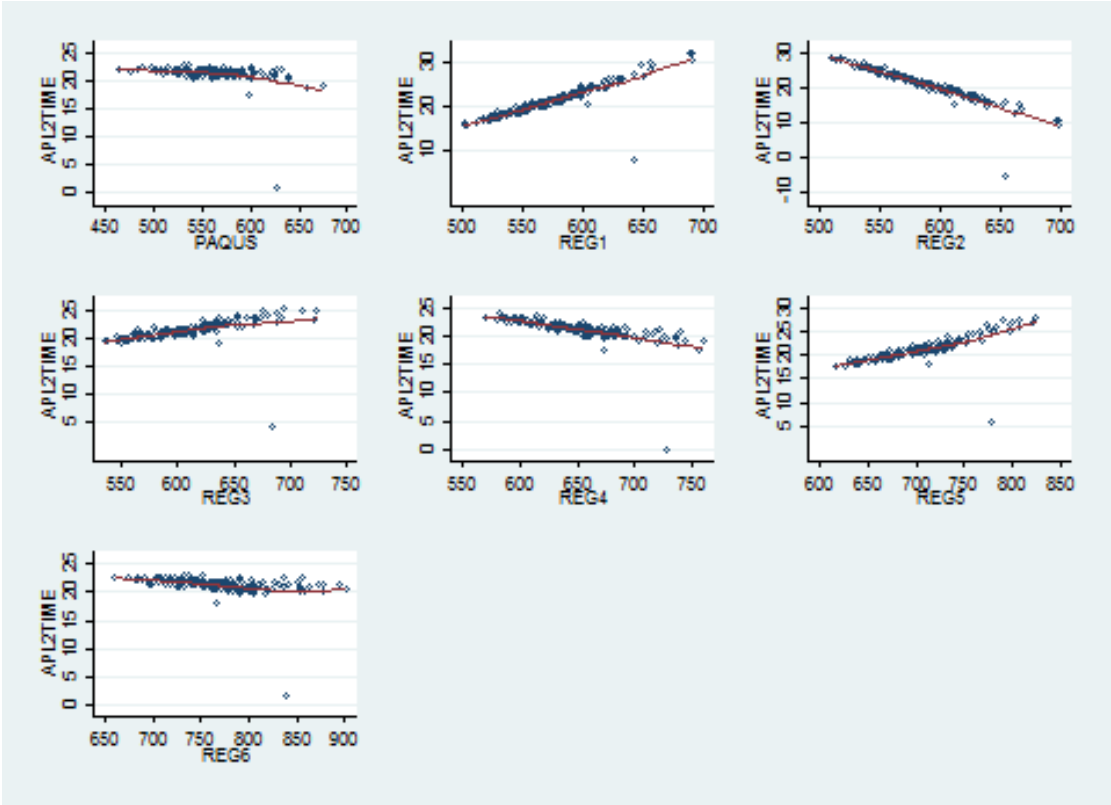 APL2TIME
0 5 10 15 20 25
450 500 550 600 650 700
PAQUS
APL2TIME
10 20 30
500 550 600 650 700
REG1
APL2TIME
-10 0 10 20 30
500 550 600 650 700
REG2
APL2TIME
5 10 15 20 25
550 600 650 700 750
REG3
APL2TIME
0 5 10 15 20 25
550 600 650 700 750
REG4
APL2TIME
5 10 15 20 25 30
600 650 700 750 800 850
REG5
APL2TIME
0 5 10 15 20 25
650 700 750 800 850 900
REG6